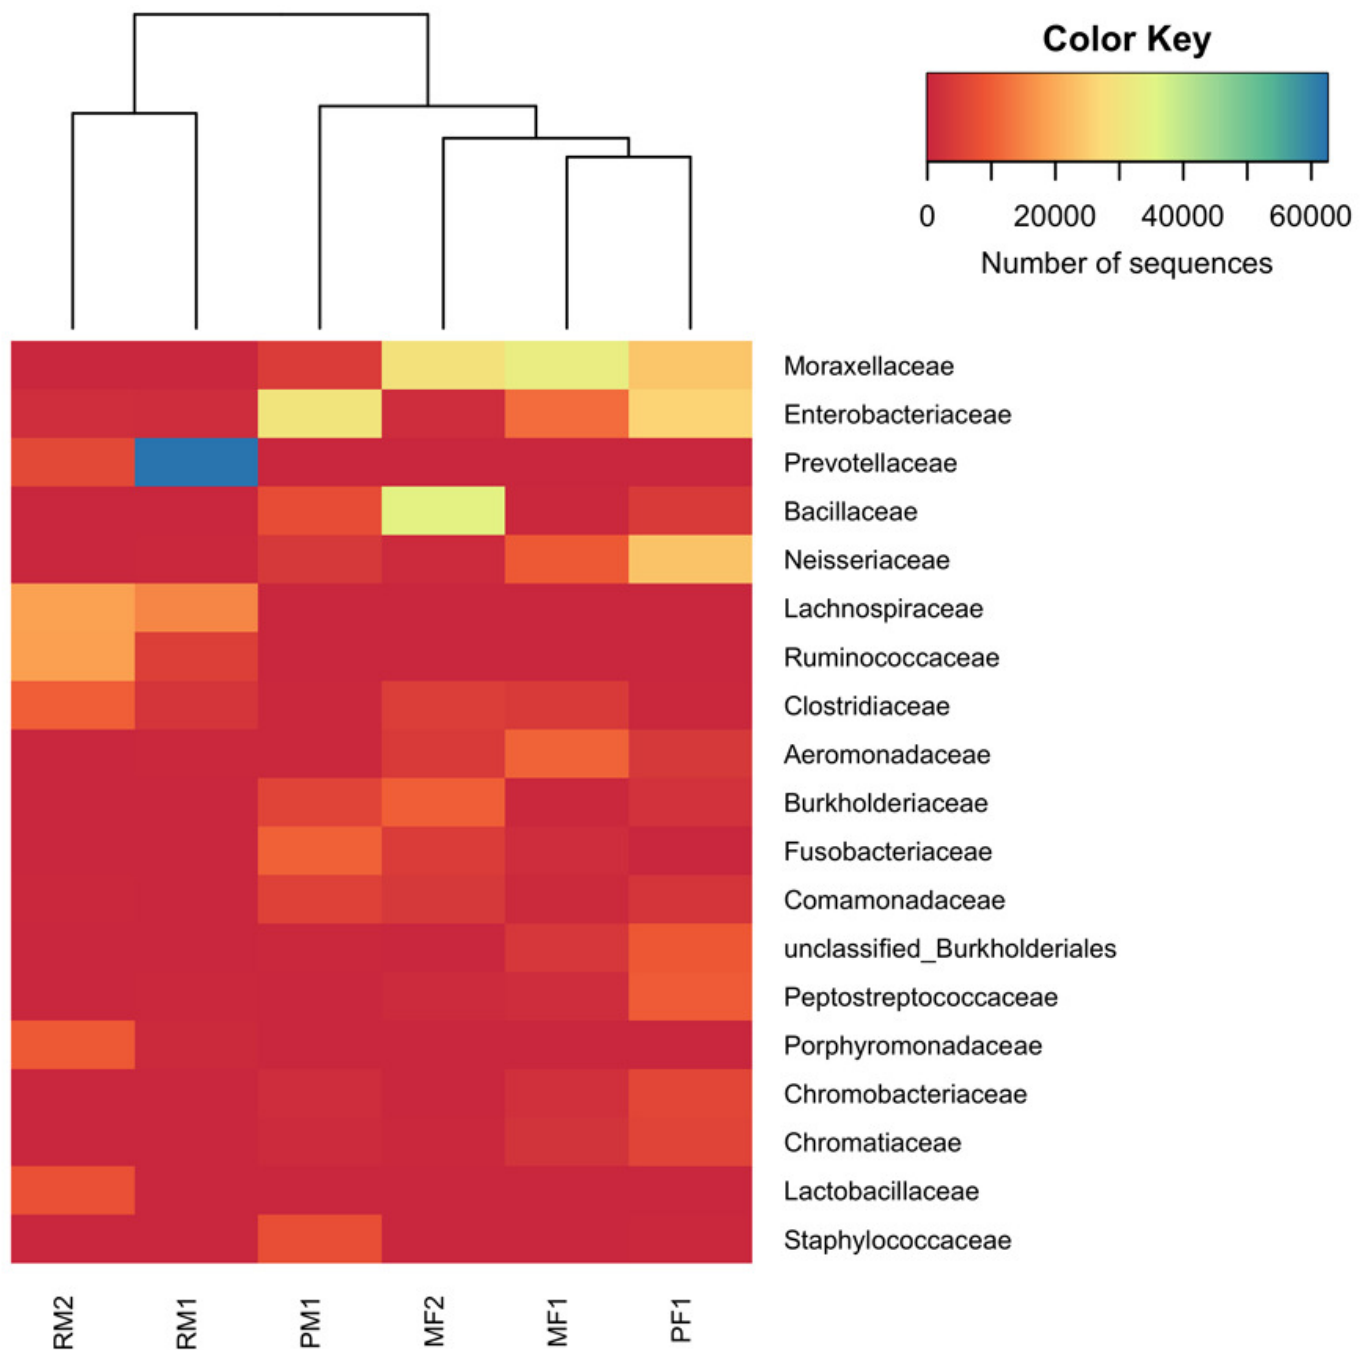 Color Key
0 20000 40000 60000
Number of sequences
Moraxellaceae
Enterobacteriaceae
Prevotellaceae
Bacillaceae
Neisseriaceae
Lachnospiraceae
Ruminococcaceae
Clostridiaceae
Aeromonadaceae
Burkholderiaceae
Fusobacteriaceae
Comamonadaceae
unclassified_Burkholderiales
Peptostreptococcaceae
Porphyromonadaceae
Chromobacteriaceae
Chromatiaceae
Lactobacillaceae
Staphylococcaceae
RM2 RM1 PM1 MF2 MF1 PF1